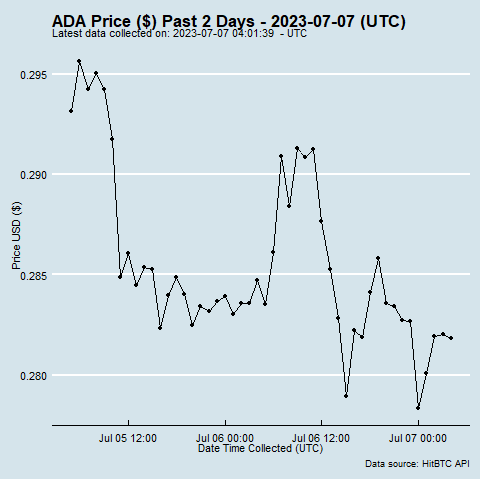 ADA Price ($) Past 2 Days - 2023-07-07 (UTC)
Latest data collected on: 2023-07-07 04:01:39  - UTC
0.295
0.290
0.285
0.280
Price USD ($)
Jul 05 12:00
Jul 06 00:00
Jul 06 12:00
Jul 07 00:00
Date Time Collected (UTC)
Data source: HitBTC API